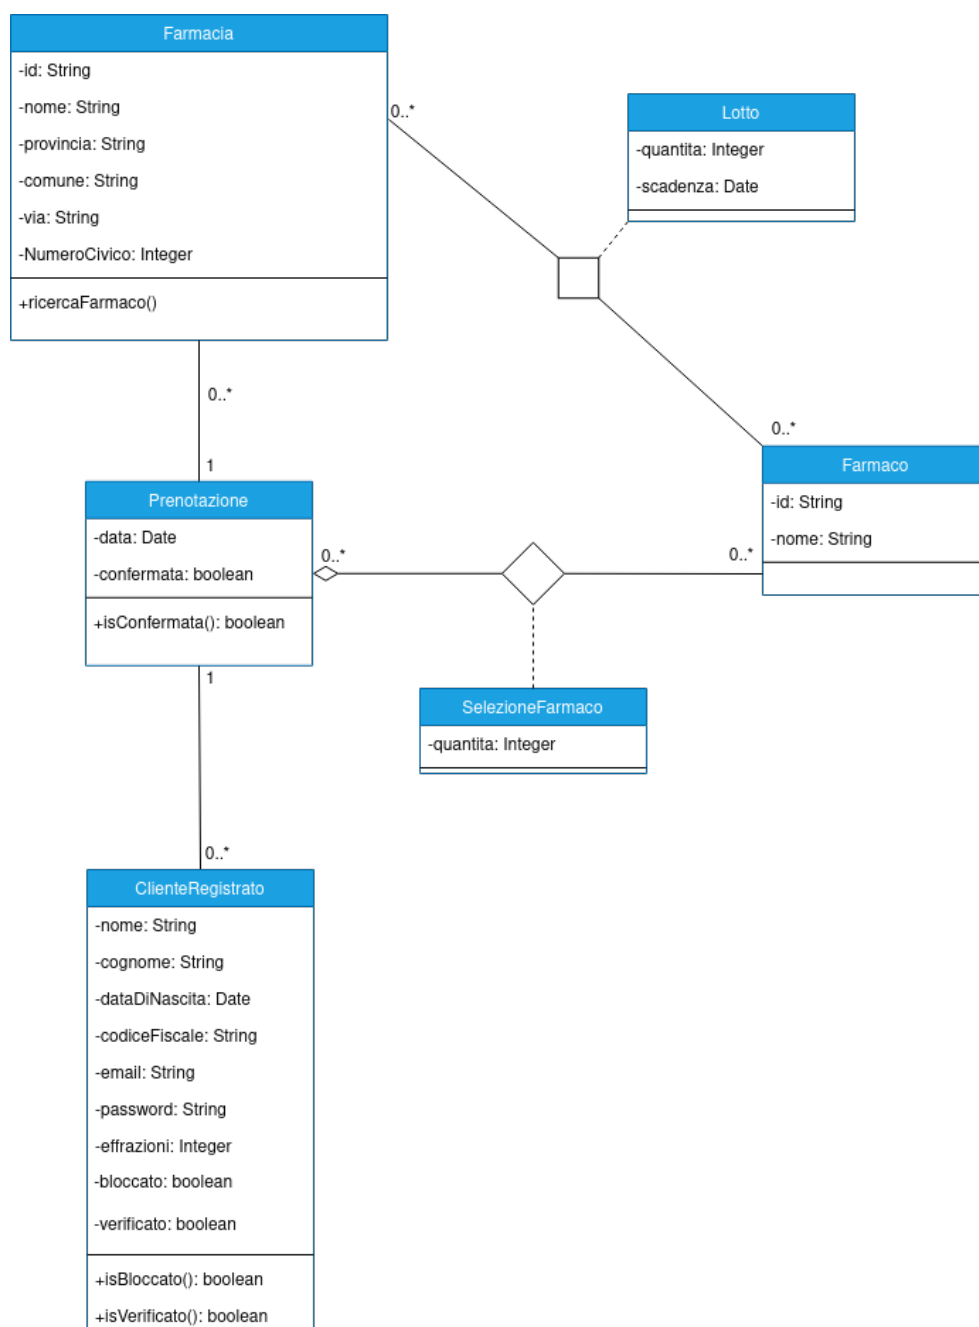 Farmacia
-id: String
-nome: String
-provincia: String
-comune: String
-via: String
-NumeroCivico: Integer
+ricercaFarmaco()
0..*
Lotto
-quantita: Integer
-scadenza: Date
0..*
1
0..*
Farmaco
-id: String
-nome: String
Prenotazione
-data: Date
-confermata: boolean
+isConfermata(): boolean
0..*
0..*
SelezioneFarmaco
-quantita: Integer
1
0..*
ClienteRegistrato
-nome: String
-cognome: String
-dataDiNascita: Date
-codiceFiscale: String
-email: String
-password: String
-effrazioni: Integer
-bloccato: boolean
-verificato: boolean
+isBloccato(): boolean
+isVerificato(): boolean